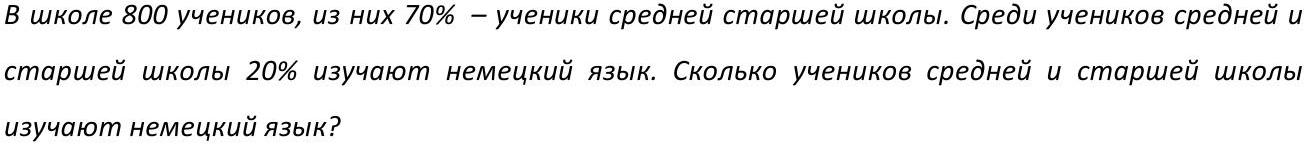 В школе 800 учеников, из них 70% – ученики средней старшей школы. Среди учеников средней и
старшей школы 20% изучают немецкий язык. Сколько учеников средней и старшей школы
изучают немецкий язык?